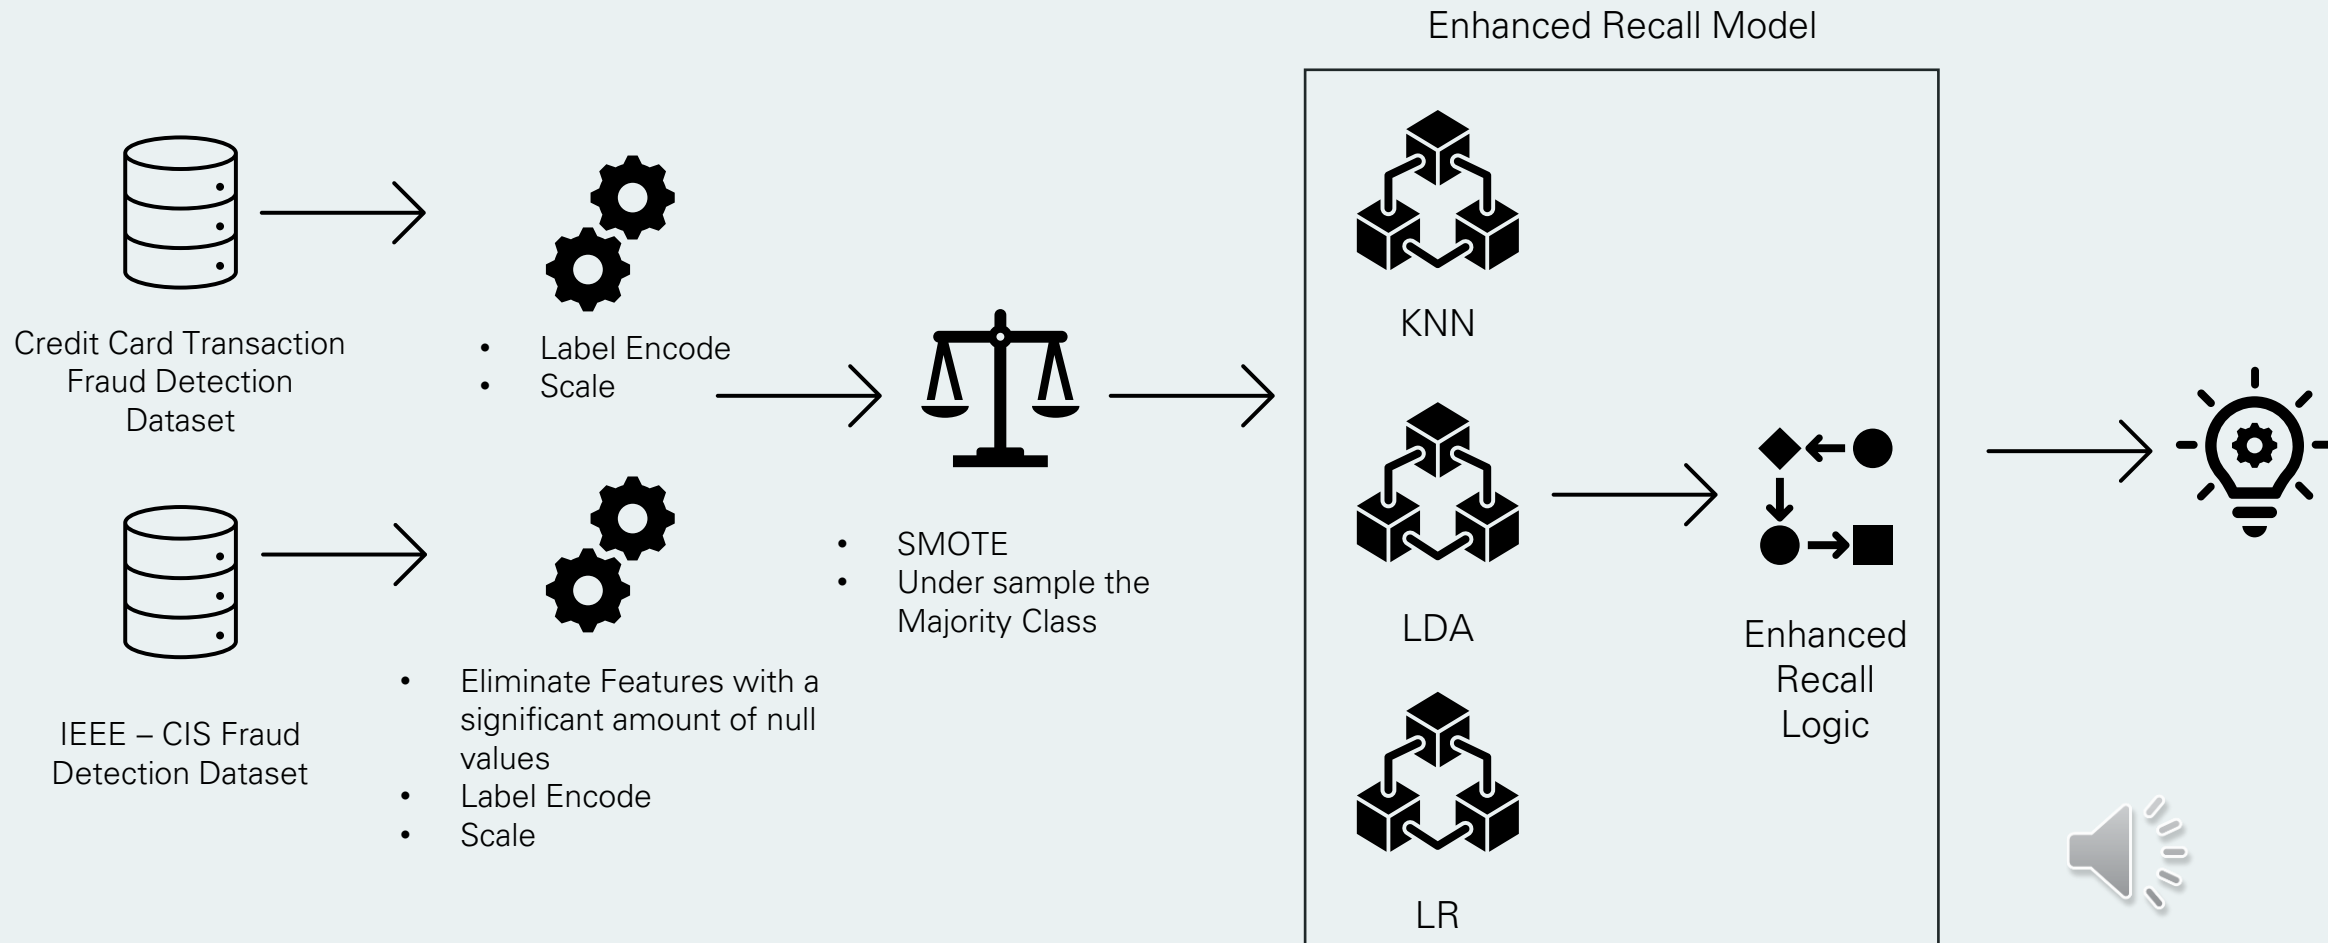 Enhanced Recall Model
Credit Card Transaction
Fraud Detection
Dataset
• Label Encode
• Scale
IEEE – CIS Fraud
Detection Dataset
• Eliminate Features with a
significant amount of null
values
• Label Encode
• Scale
• SMOTE
• Under sample the
Majority Class
KNN
LDA
LR
Enhanced
Recall
Logic